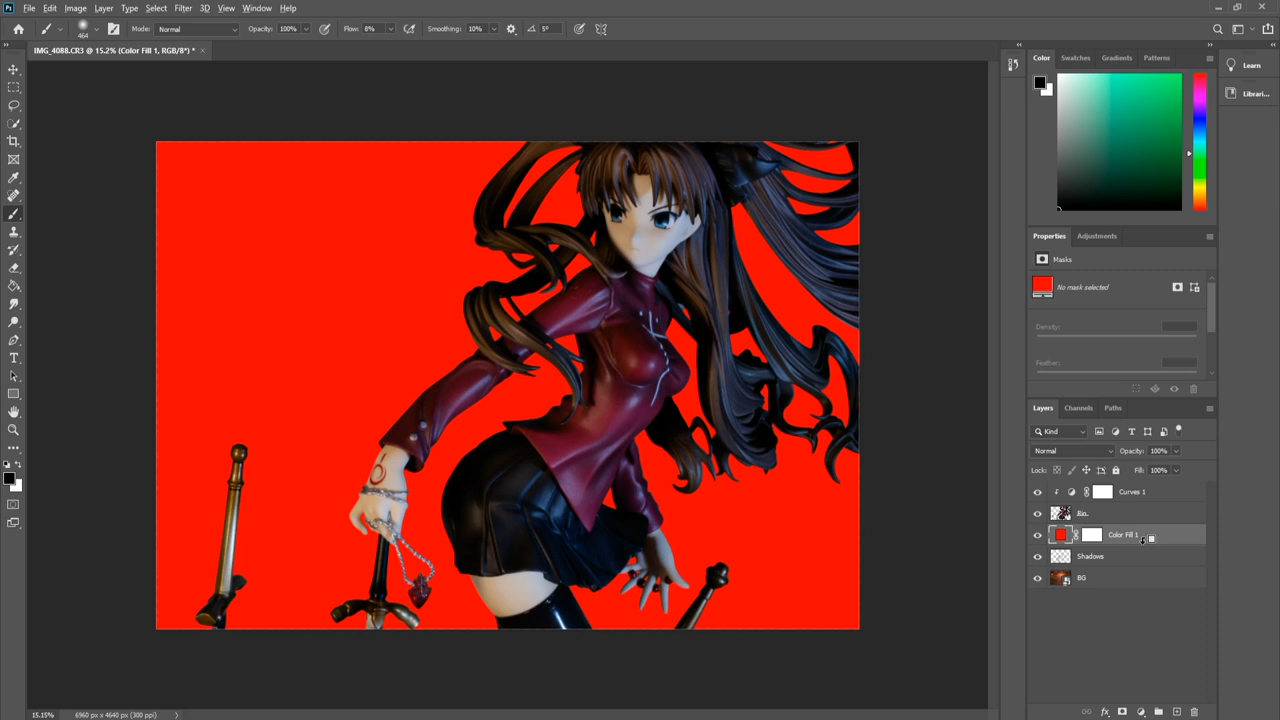 Ps File Edit Image Layer Type Select Filter 3D View Window Help
464 Mode: Normal Opacity: 100% Flow: 8% Smoothing: 10% 5°
IMG_4088.CR3 @ 15.2% (Color Fill 1, RGB/8*) * ×
Color Swatches Gradients Patterns
Learn
Librari...
Properties Adjustments
Masks
No mask selected
Density:
Feather:
Layers Channels Paths
Kind
Normal Opacity: 100%
Lock: Fill: 100%
Curves 1
Rin
Color Fill 1
Shadows
BG
15.15% 6960 px x 4640 px (300 ppi)